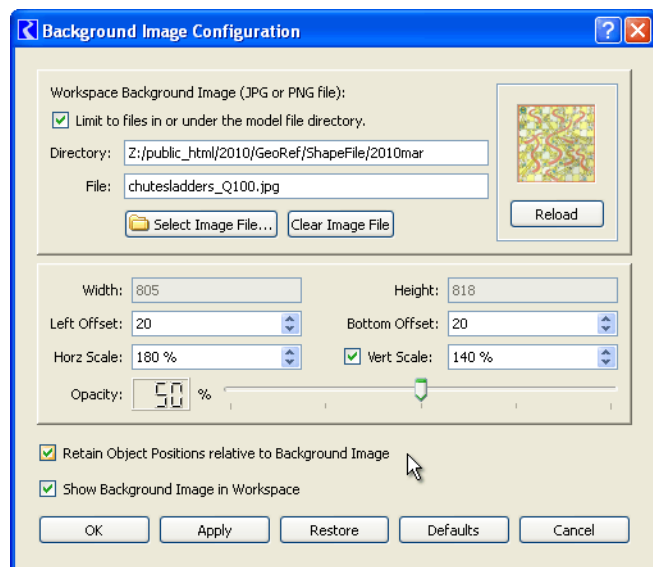 Background Image Configuration
Workspace Background Image (JPG or PNG file):
Limit to files in or under the model file directory.
Directory: Z:/public_html/2010/GeoRef/ShapeFile/2010mar
File: chutesladders_Q100.jpg
Select Image File... Clear Image File
Reload
Width: 805 Height: 818
Left Offset: 20 Bottom Offset: 20
Horz Scale: 180 % Vert Scale: 140 %
Opacity: 50 %
Retain Object Positions relative to Background Image
Show Background Image in Workspace
OK Apply Restore Defaults Cancel